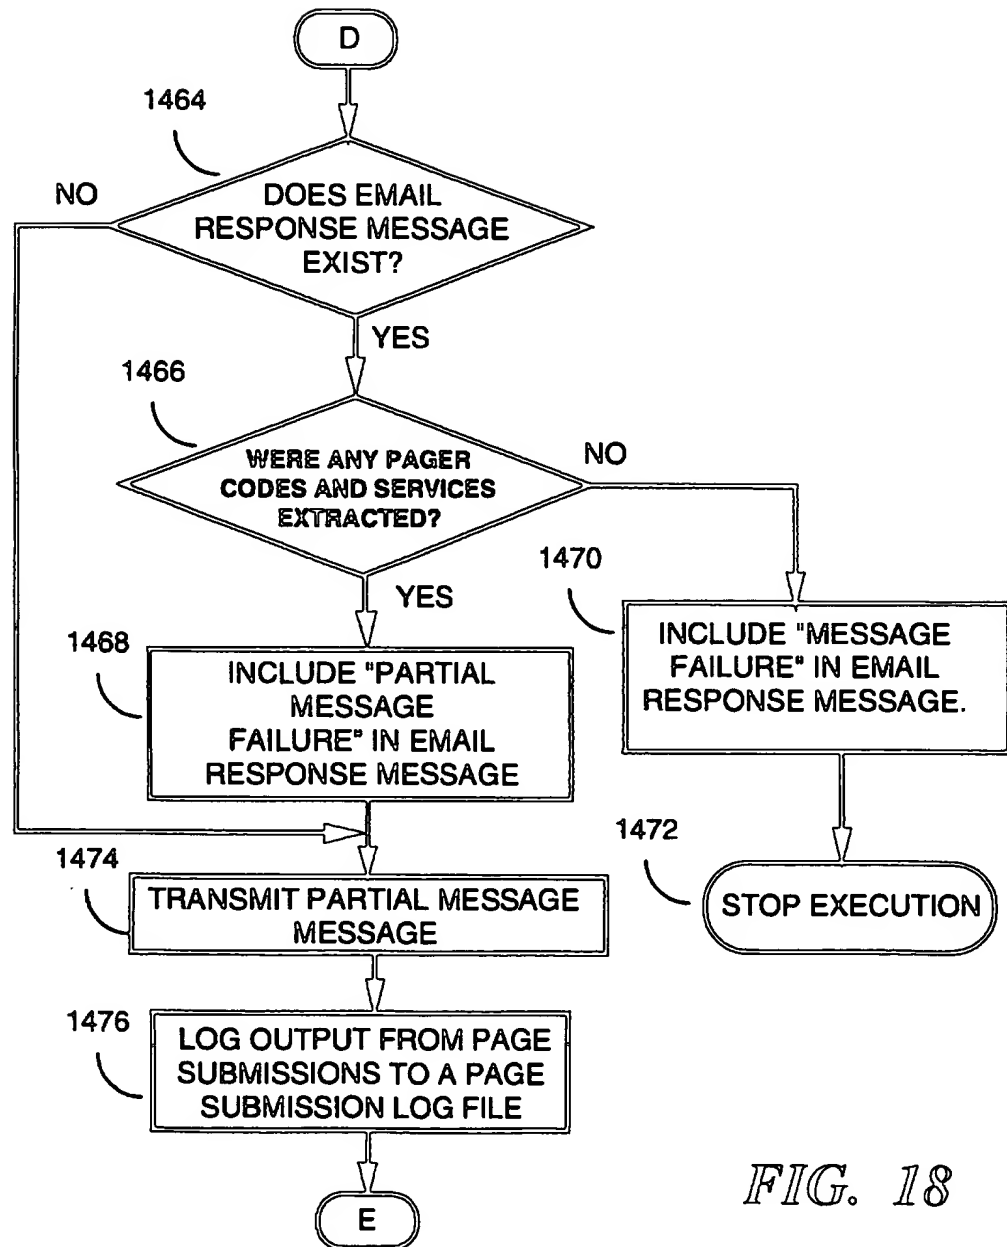 D
1464
NO
DOES EMAIL
RESPONSE MESSAGE
EXIST?
YES
1466
WERE ANY PAGER
CODES AND SERVICES
EXTRACTED?
NO
YES
1470
1468
INCLUDE "PARTIAL
MESSAGE
FAILURE" IN EMAIL
RESPONSE MESSAGE
INCLUDE "MESSAGE
FAILURE" IN EMAIL
RESPONSE MESSAGE.
1472
STOP EXECUTION
1474
TRANSMIT PARTIAL MESSAGE
MESSAGE
1476
LOG OUTPUT FROM PAGE
SUBMISSIONS TO A PAGE
SUBMISSION LOG FILE
E
FIG. 18